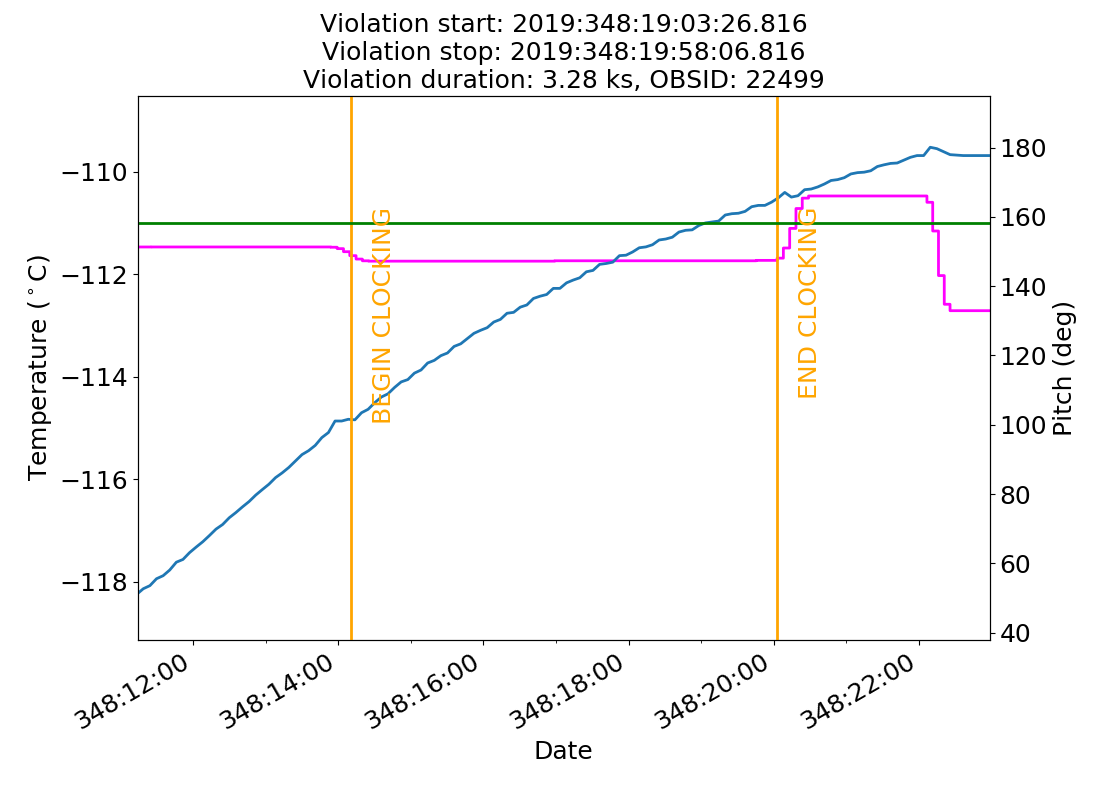 Violation start: 2019:348:19:03:26.816
Violation stop: 2019:348:19:58:06.816
Violation duration: 3.28 ks, OBSID: 22499
Temperature (°C)
−110
−112
−114
−116
−118
BEGIN CLOCKING
END CLOCKING
180
160
140
120
100
80
60
40
Pitch (deg)
348:12:00
348:14:00
348:16:00
348:18:00
348:20:00
348:22:00
Date